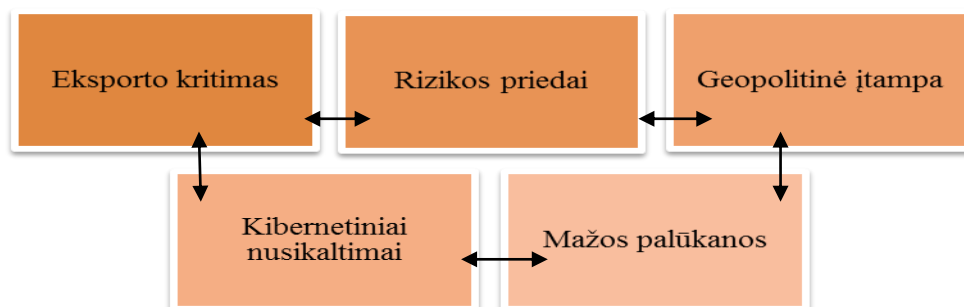 Eksporto kritimas
Rizikos priedai
Geopolitinė įtampa
Kibernetiniai
nusikaltimai
Mažos palūkanos